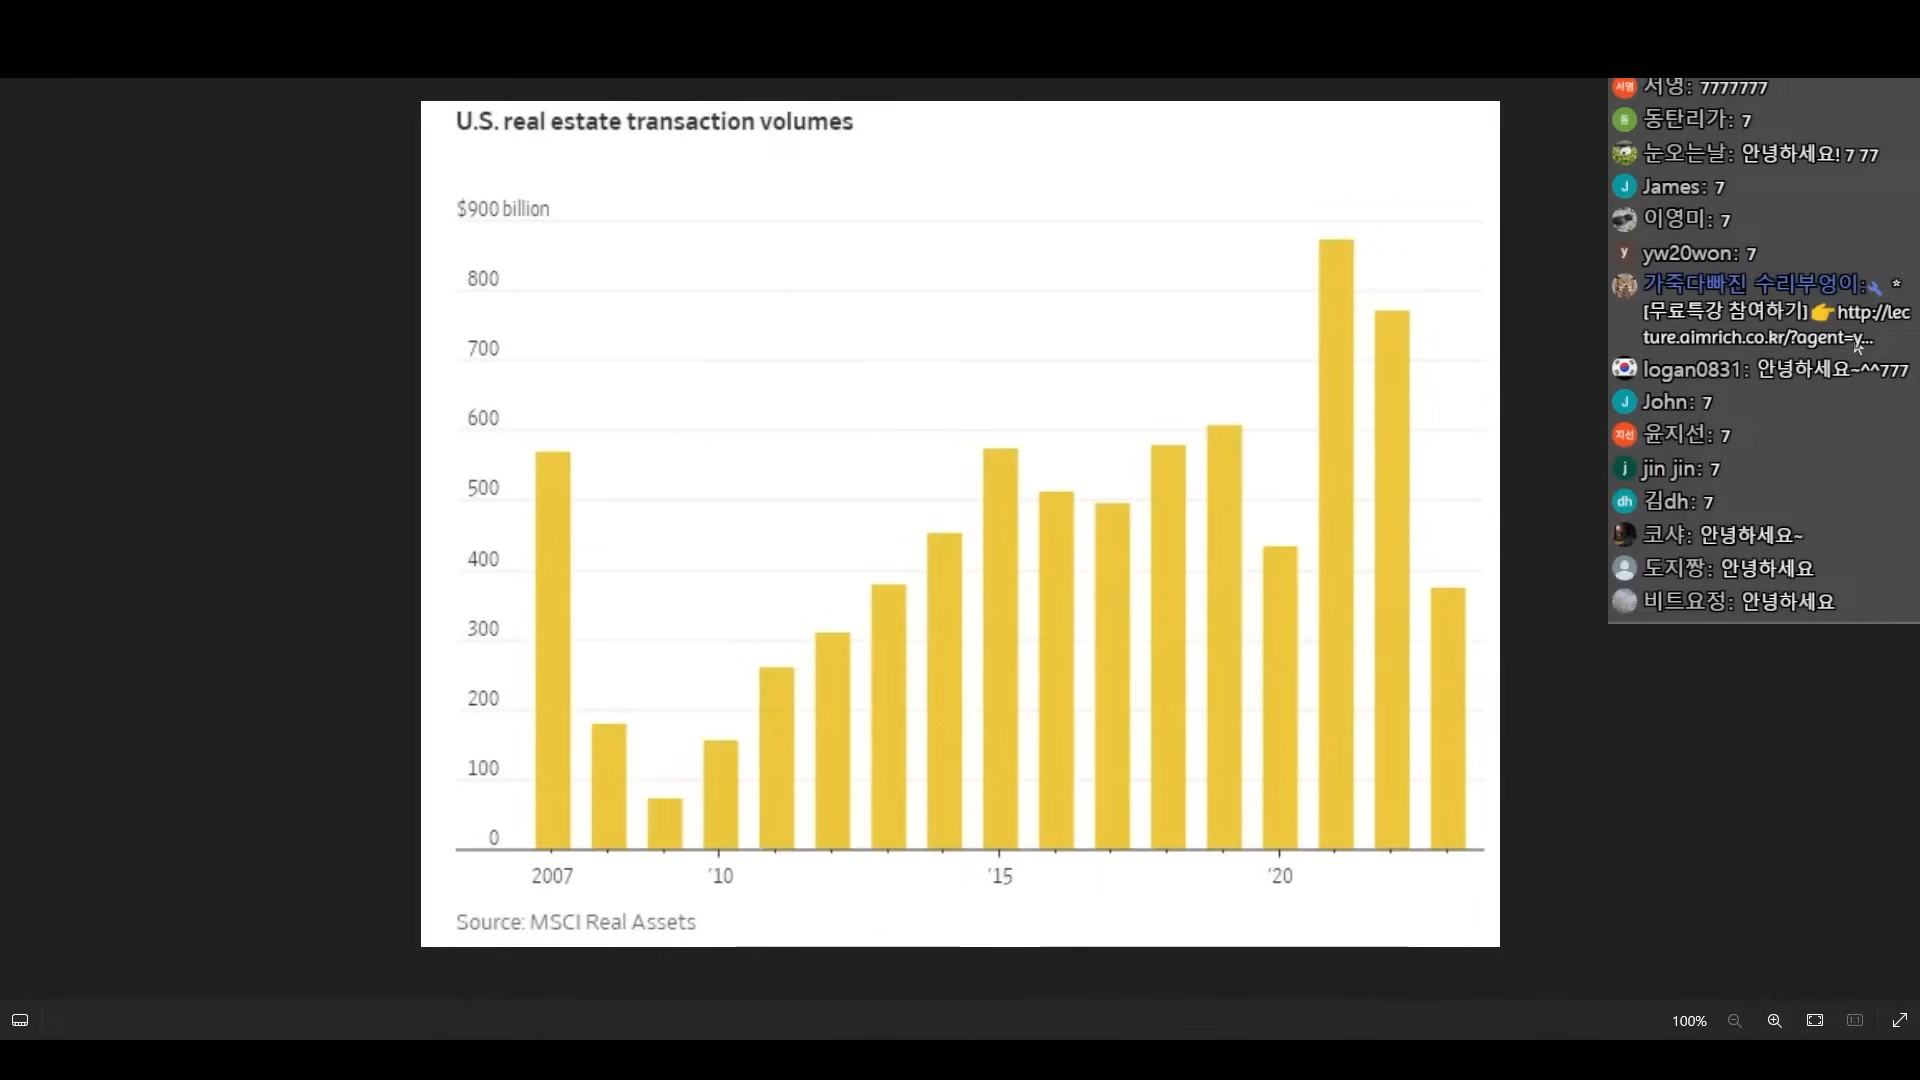 U.S. real estate transaction volumes
$900 billion
800
700
600
500
400
300
200
100
0
2007
'10
'15
'20
Source: MSCI Real Assets
서영: 7777777
동탄리가: 7
눈오는날: 안녕하세요! 7 77
James: 7
이영미: 7
yw20won: 7
가죽다빠진 수리부엉이: *
[무료특강 참여하기]👉http://lec
ture.aimrich.co.kr/?agent=y...
logan0831: 안녕하세요~^^777
John: 7
지선 윤지선: 7
jin jin: 7
dh 김dh: 7
코샤: 안녕하세요~
도지짱: 안녕하세요
비트요정: 안녕하세요
100%